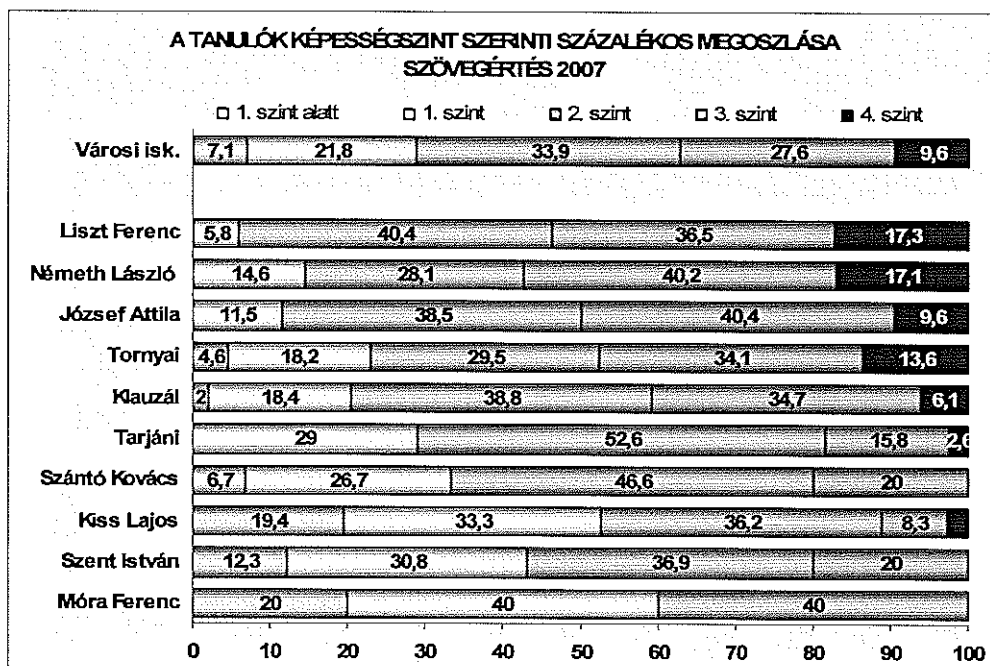 A TANULÓK KÉPESSÉGSZINT SZERINTI SZÁZALÉKOS MEGOSZLÁSA
SZÖVEGÉRTÉS 2007
1. szint alatt 1. szint 2. szint 3. szint 4. szint
Városi isk. 7,1 21,8 33,9 27,6 9,6
Liszt Ferenc 5,8 40,4 36,5 17,3
Németh László 14,6 28,1 40,2 17,1
József Attila 11,5 38,5 40,4 9,6
Tornyai 4,6 18,2 29,5 34,1 13,6
Klauzál 2 18,4 38,8 34,7 6,1
Tarjáni 29 52,6 15,8 2,6
Szántó Kovács 6,7 26,7 46,6 20
Kiss Lajos 19,4 33,3 36,2 8,3
Szent István 12,3 30,8 36,9 20
Móra Ferenc 20 40 40
0 10 20 30 40 50 60 70 80 90 100